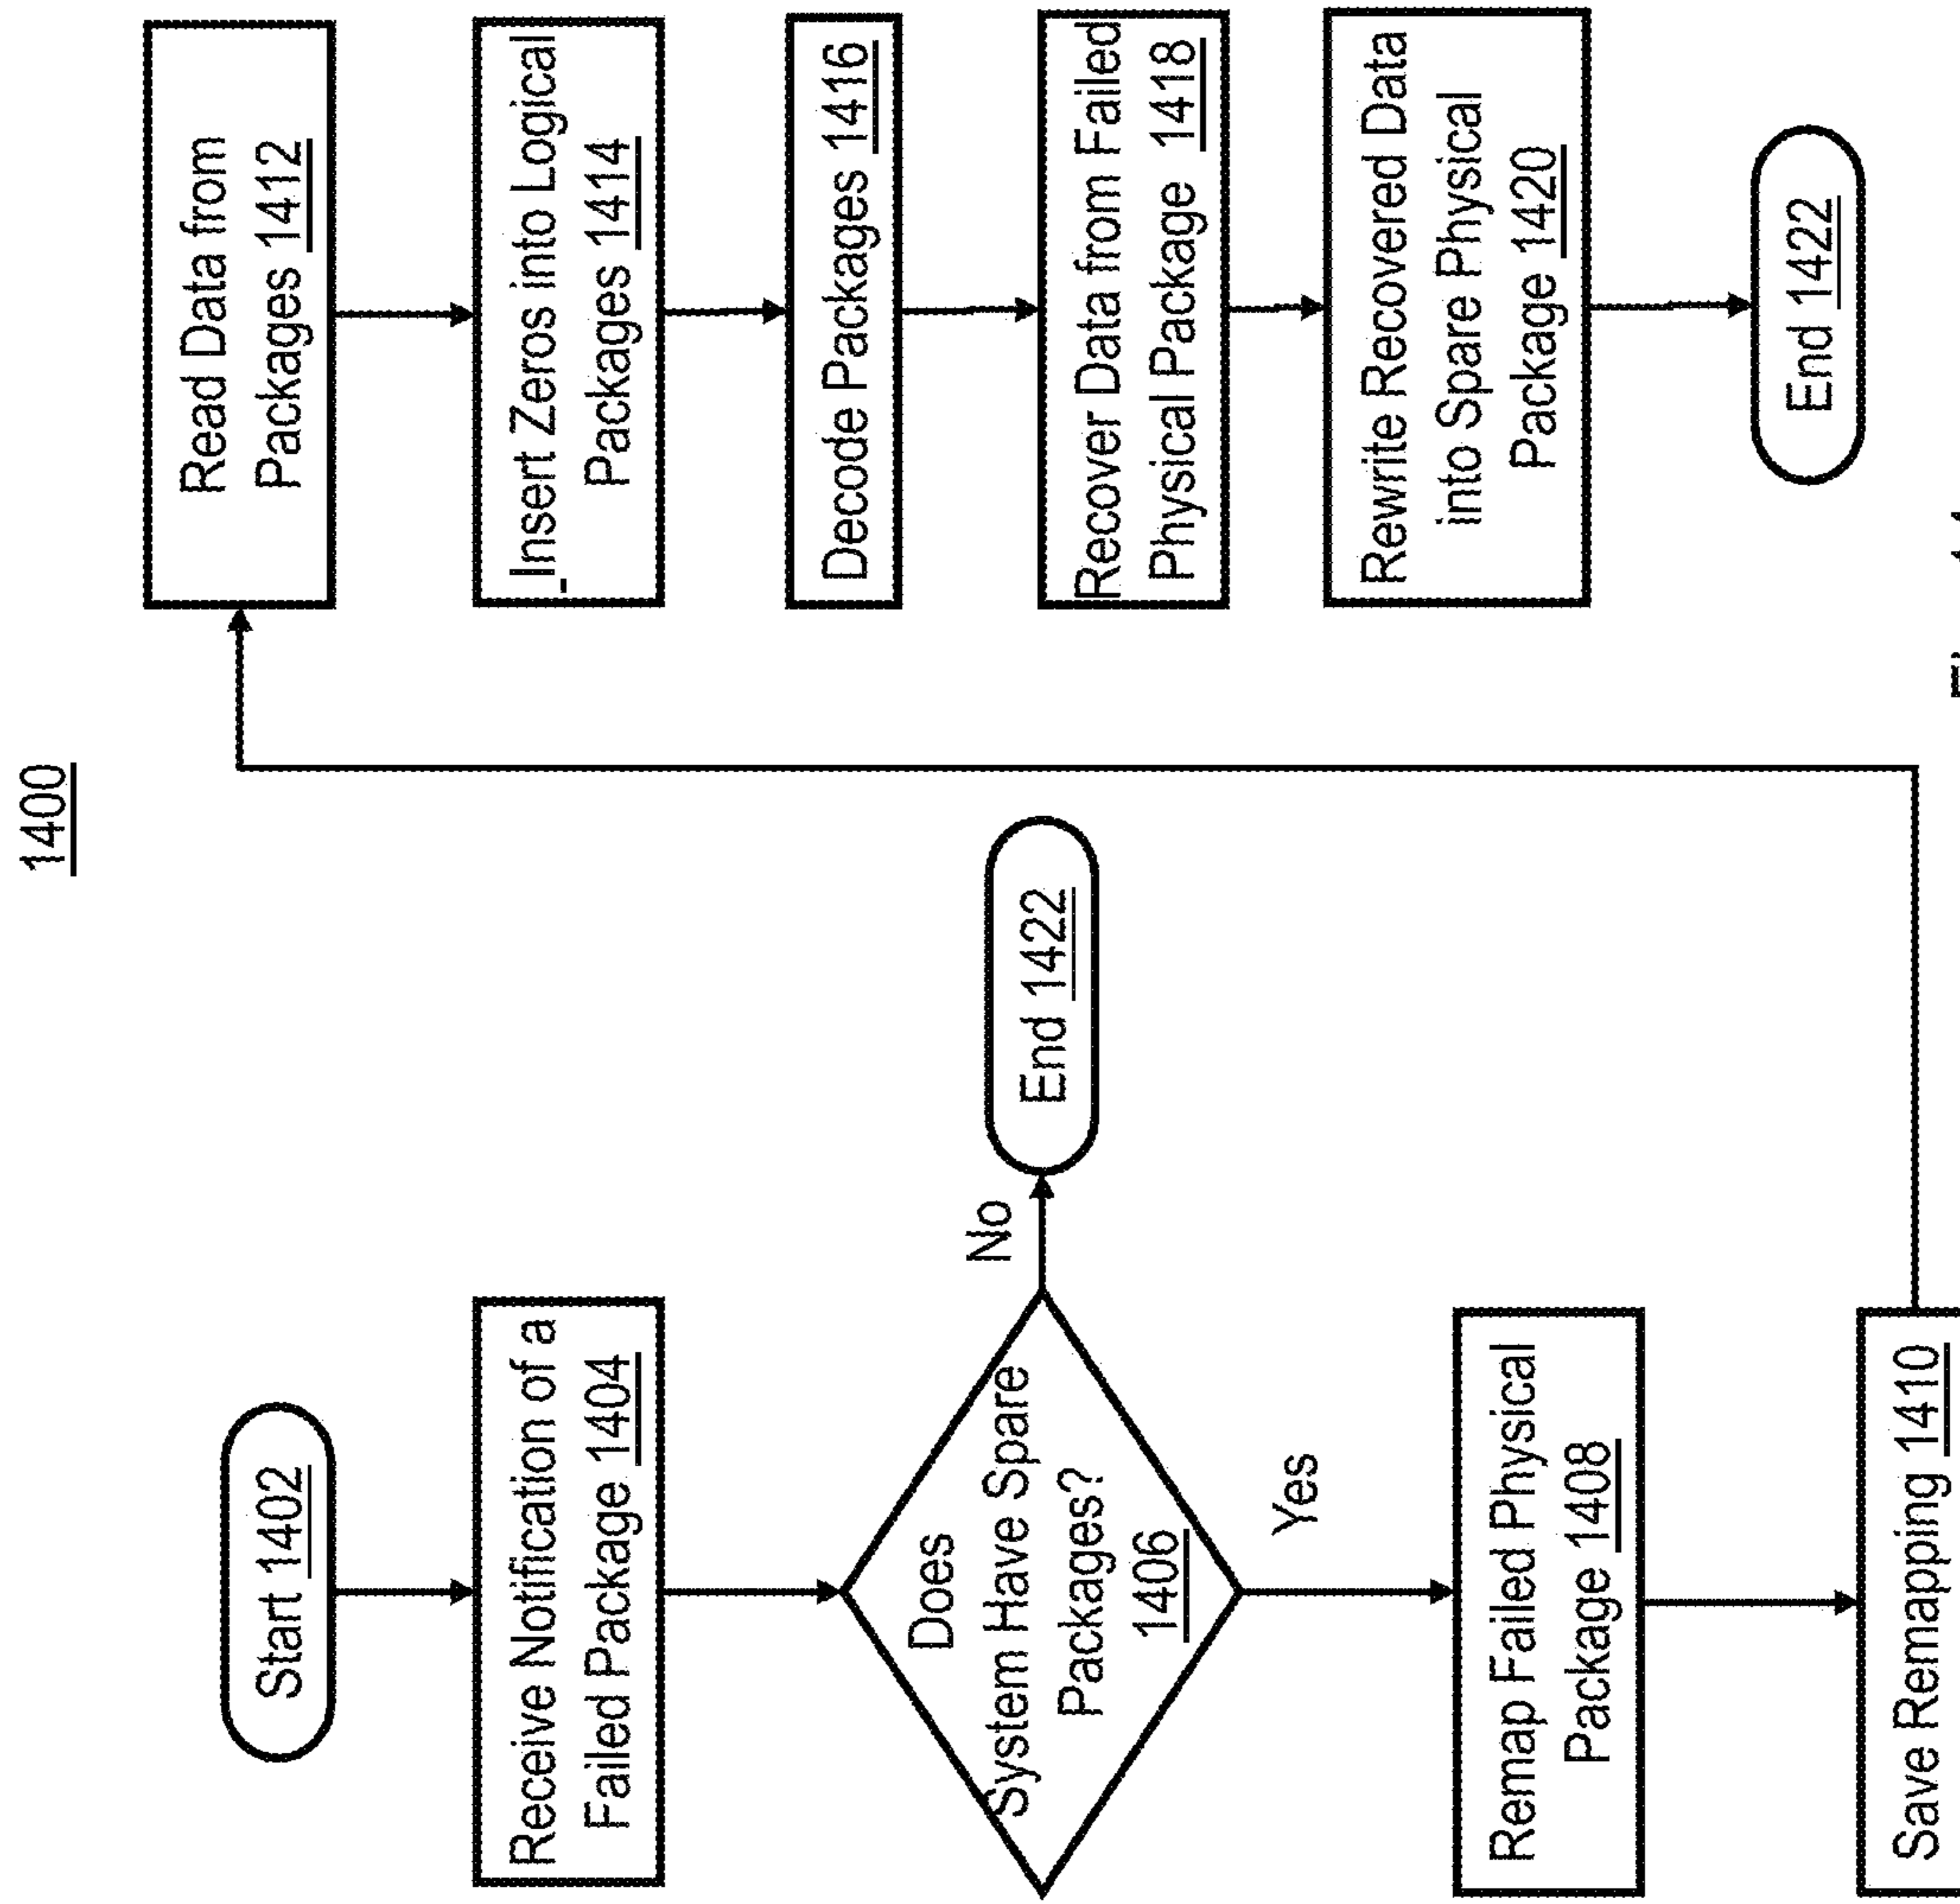 1400
Start 1402
Receive Notification of a
Failed Package 1404
Does
System Have Spare
Packages?
1406
No
End 1422
Yes
Remap Failed Physical
Package 1408
Save Remapping 1410
Read Data from
Packages 1412
Insert Zeros into Logical
Packages 1414
Decode Packages 1416
Recover Data from Failed
Physical Package 1418
Rewrite Recovered Data
into Spare Physical
Package 1420
End 1422